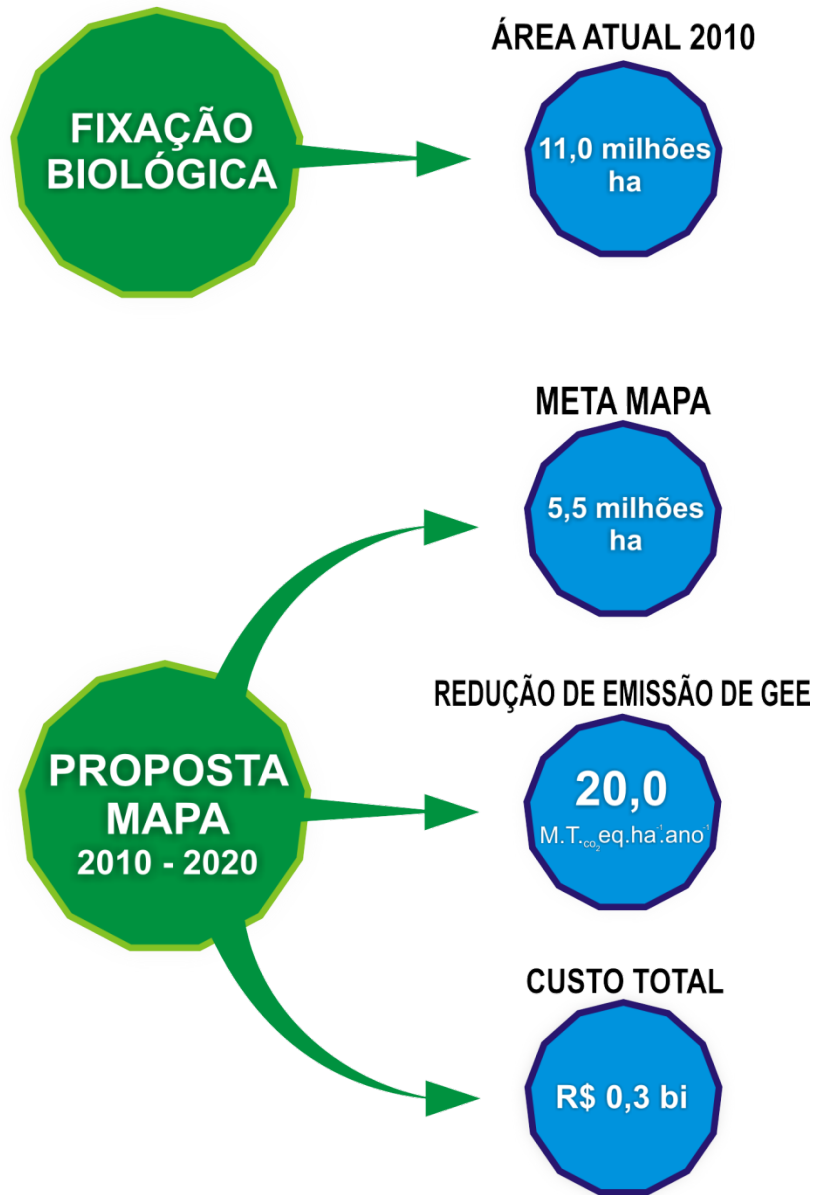 FIXAÇÃO
BIOLÓGICA
ÁREA ATUAL 2010
11,0 milhões
ha
META MAPA
5,5 milhões
ha
PROPOSTA
MAPA
2010 - 2020
REDUÇÃO DE EMISSÃO DE GEE
20,0
M.T.co₂eq.ha⁻¹.ano⁻¹
CUSTO TOTAL
R$ 0,3 bi